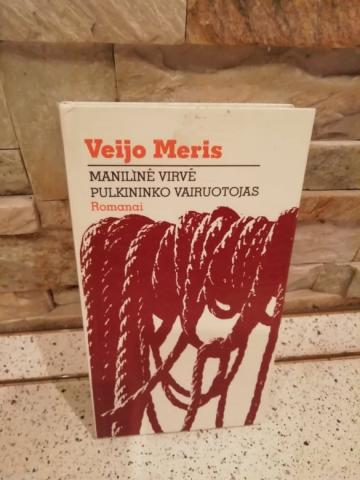 Veijo Meris
MANILINĖ VIRVĖ
PULKININKO VAIRUOTOJAS
Romanai